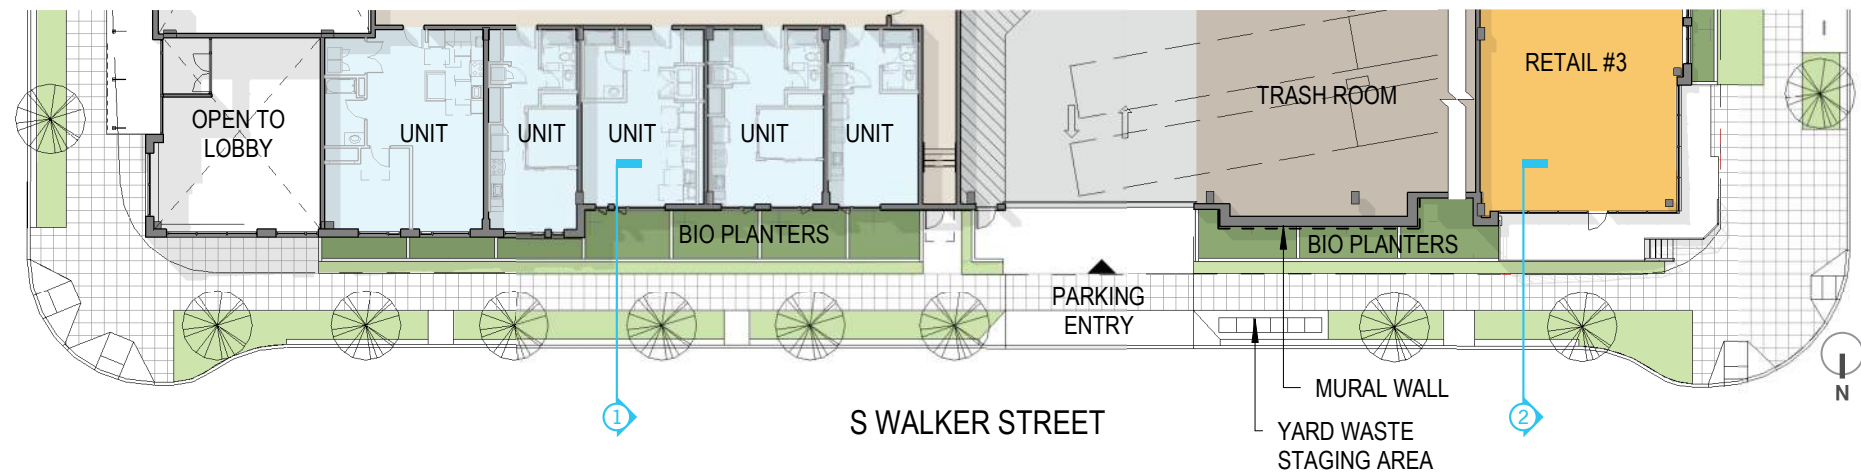 RETAIL #3
TRASH ROOM
OPEN TO
LOBBY
UNIT
UNIT
UNIT
UNIT
UNIT
BIO PLANTERS
BIO PLANTERS
PARKING
ENTRY
MURAL WALL
N
1
S WALKER STREET
2
YARD WASTE
STAGING AREA